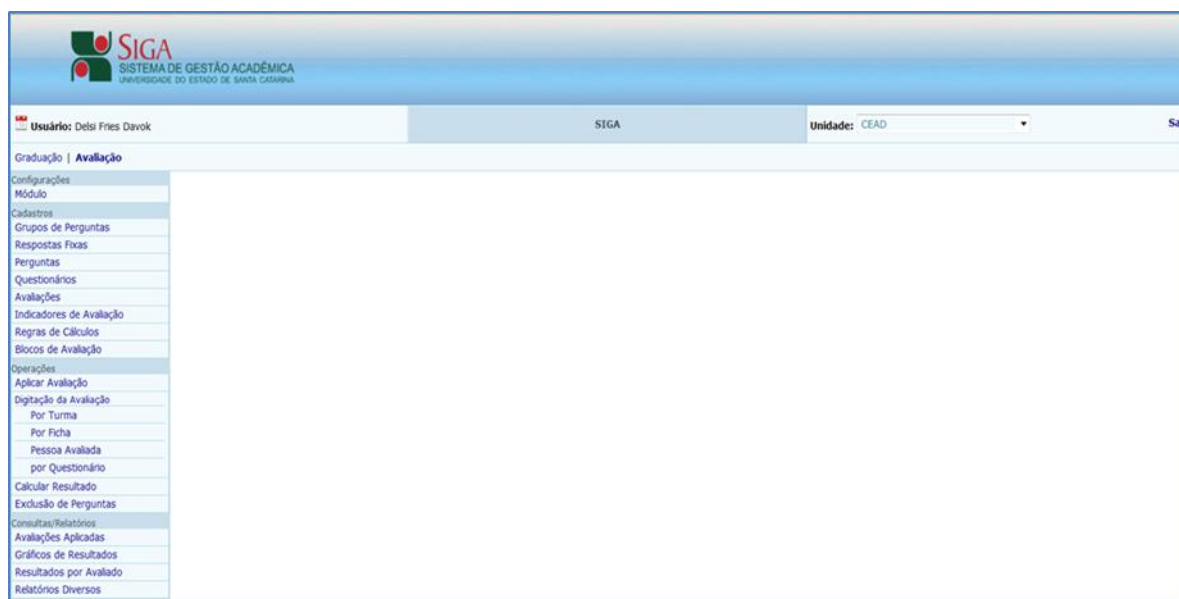 SIGA
SISTEMA DE GESTÃO ACADÊMICA
UNIVERSIDADE DO ESTADO DE SANTA CATARINA
Usuário: Delsi Fries Davok SIGA Unidade: CEAD Sa
Graduação | Avaliação
Configurações
Módulo
Cadastros
Grupos de Perguntas
Respostas Fixas
Perguntas
Questionários
Avaliações
Indicadores de Avaliação
Regras de Cálculos
Blocos de Avaliação
Operações
Aplicar Avaliação
Digitação da Avaliação
Por Turma
Por Ficha
Pessoa Avaliada
por Questionário
Calcular Resultado
Exclusão de Perguntas
Consultas/Relatórios
Avaliações Aplicadas
Gráficos de Resultados
Resultados por Avaliado
Relatórios Diversos